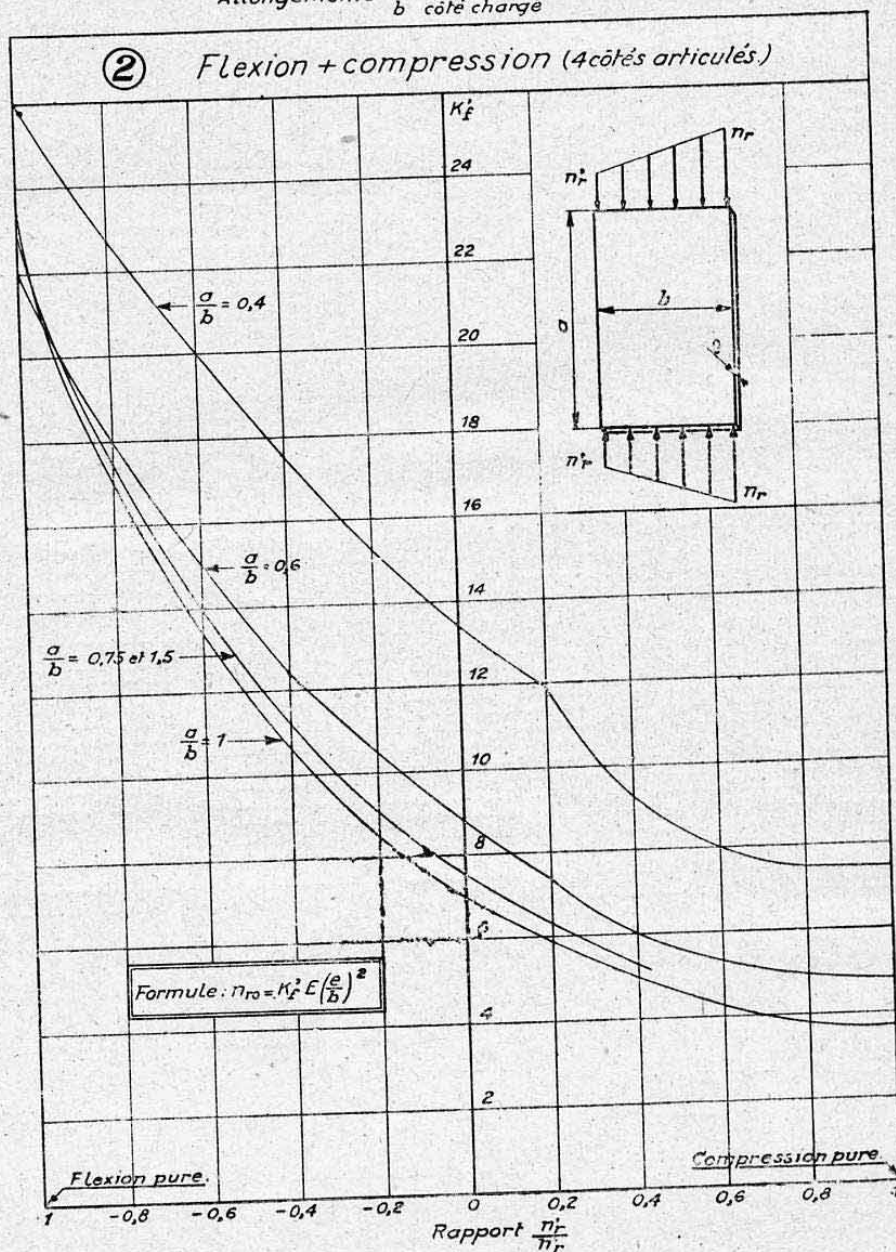 b côté chargé
② Flexion + compression (4 côtés articulés.)
K'f
24
22
20
18
16
14
12
10
8
6
4
2
n'r
nr
a
b
e
n'r
nr
a/b = 0,4
a/b = 0,6
a/b = 0,75 et 1,5
a/b = 1
Formule : nro = K'f E (e/b)²
Flexion pure.
Compression pure.
-1 -0,8 -0,6 -0,4 -0,2 0 0,2 0,4 0,6 0,8
Rapport n'r/nr